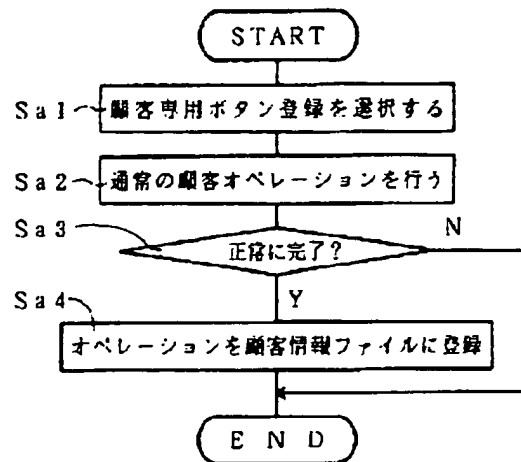 START
Sa1 顧客専用ボタン登録を選択する
Sa2 通常の顧客オペレーションを行う
Sa3 正常に完了? N
Y
Sa4 オペレーションを顧客情報ファイルに登録
END